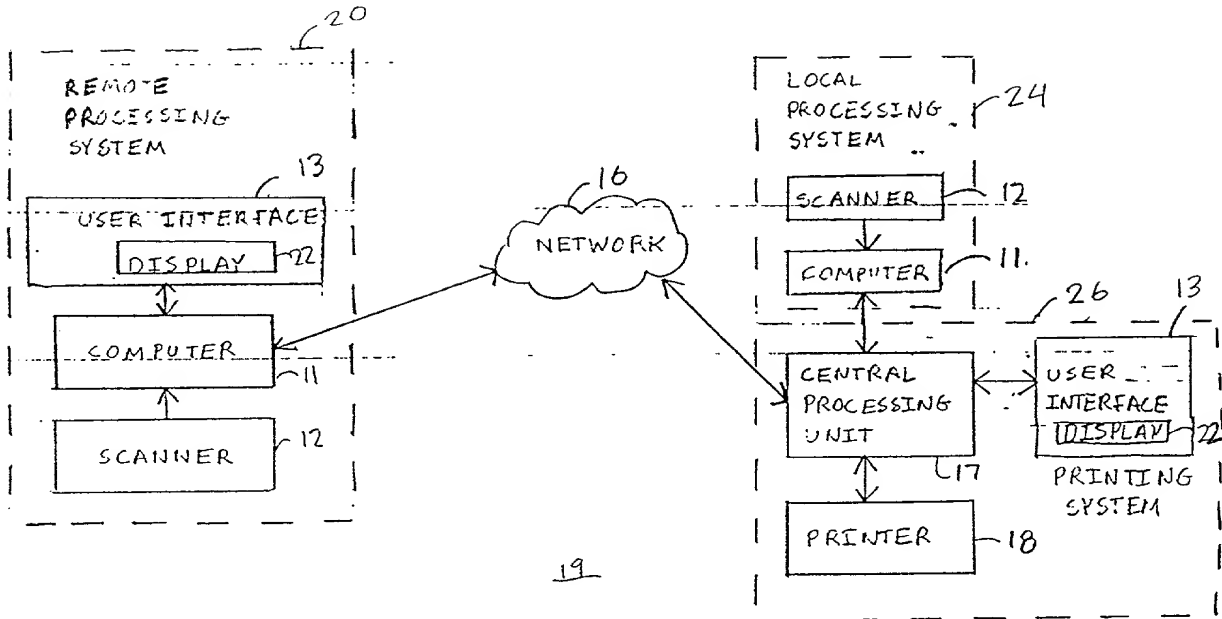 20
REMOTE
PROCESSING
SYSTEM
13
USER INTERFACE
DISPLAY 22
COMPUTER
11
SCANNER
12
16
NETWORK
LOCAL
PROCESSING
SYSTEM
24
SCANNER
12
COMPUTER
11
26
13
CENTRAL
PROCESSING
UNIT
17
USER
INTERFACE
DISPLAY 22
PRINTING
SYSTEM
PRINTER
18
19